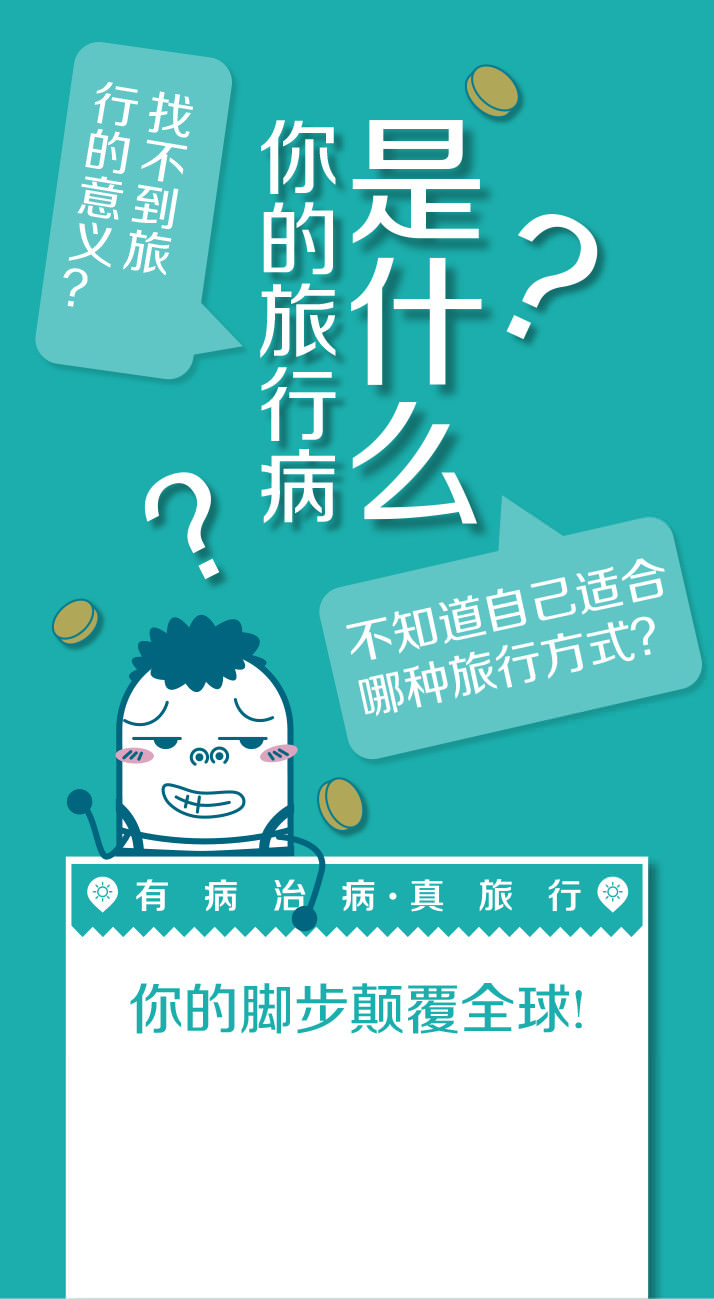 找不到旅
行的意义?
是什么
你的旅行病
?
?
不知道自己适合
哪种旅行方式?
有病治病·真旅行
你的脚步颠覆全球!